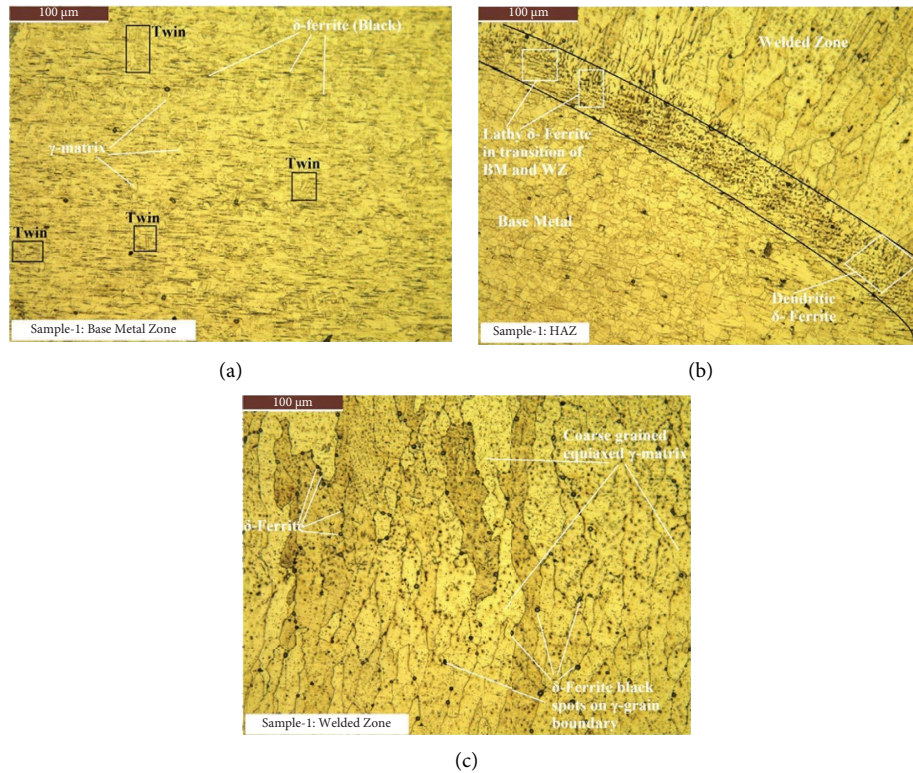 100 μm
Twin
δ-ferrite (Black)
γ-matrix
Twin
Twin
Twin
Sample-1: Base Metal Zone
(a)
100 μm
Welded Zone
Lathy δ- Ferrite
in transition of
BM and WZ
Base Metal
Dendritic
δ- Ferrite
Sample-1: HAZ
(b)
100 μm
Coarse grained
equiaxed γ-matrix
δ-Ferrite
δ-Ferrite black
spots on γ-grain
boundary
Sample-1: Welded Zone
(c)